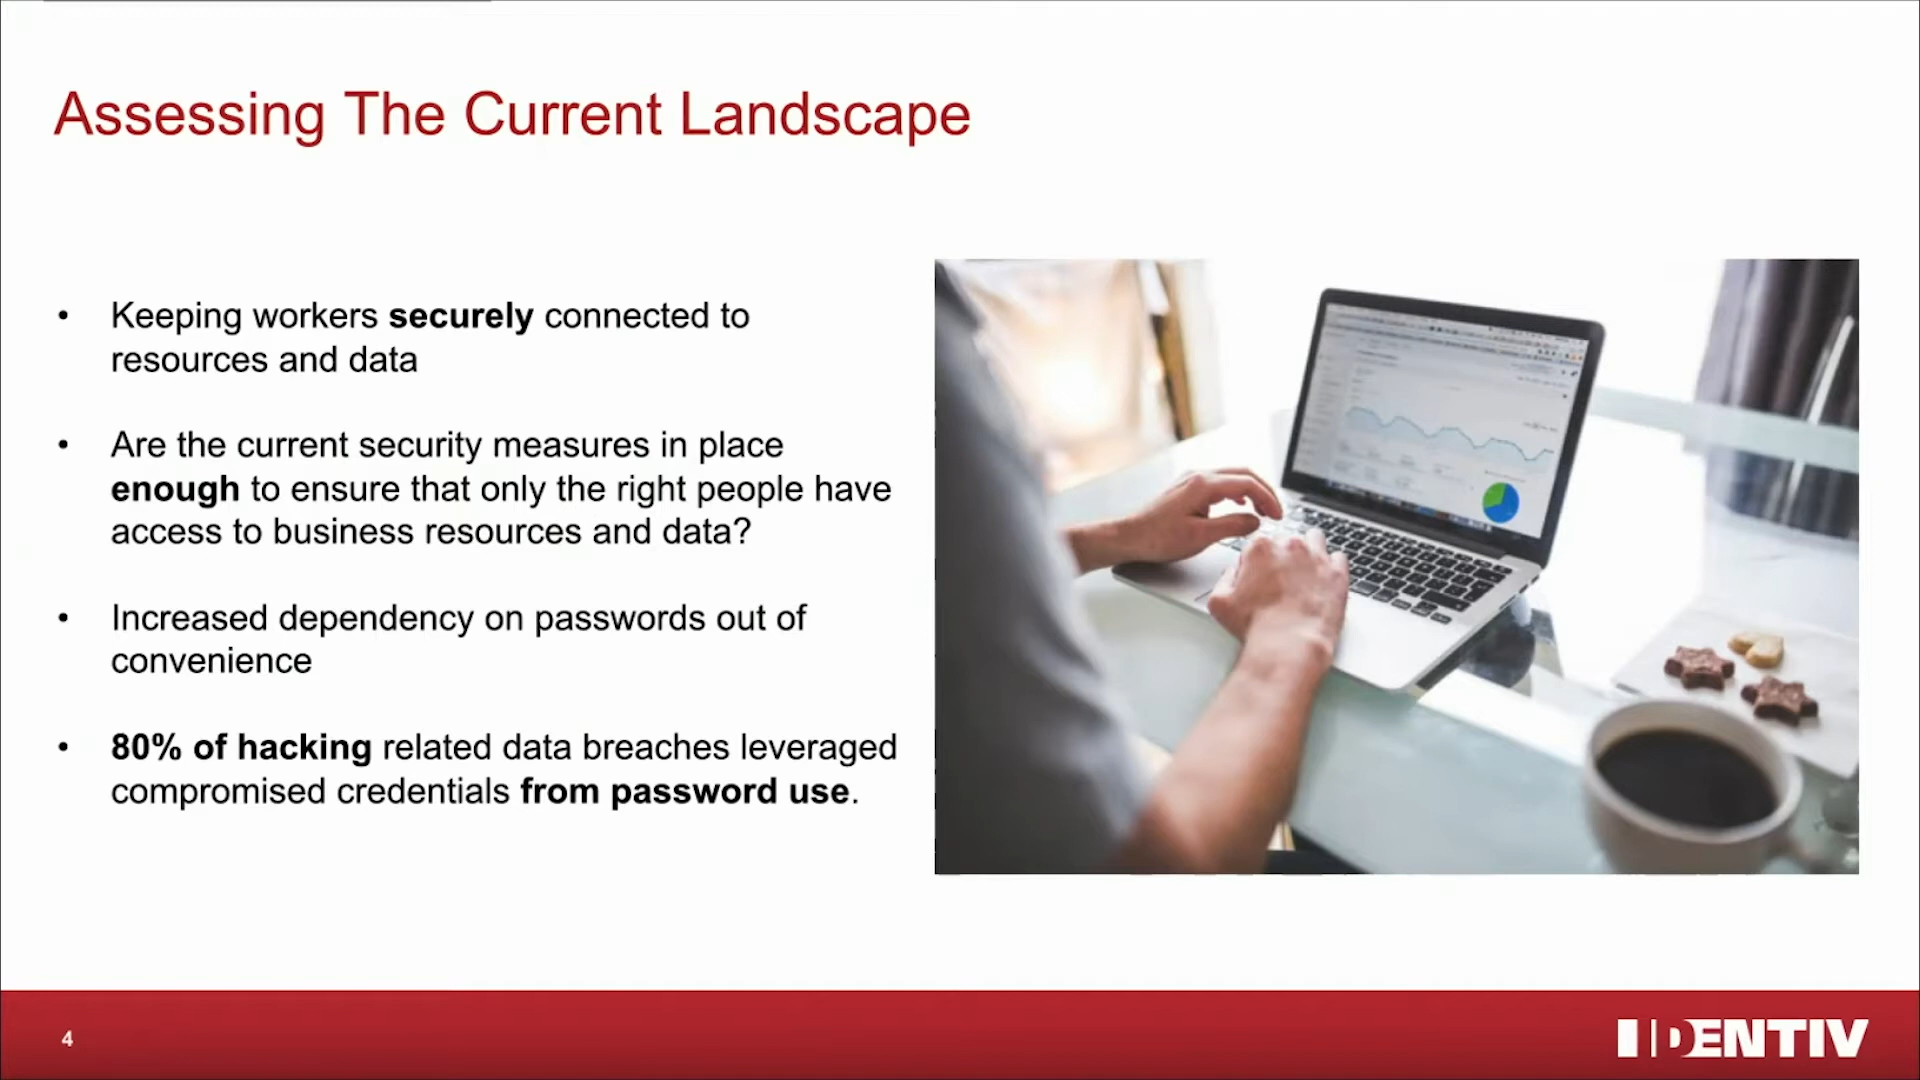 Assessing The Current Landscape
• Keeping workers securely connected to
resources and data
• Are the current security measures in place
enough to ensure that only the right people have
access to business resources and data?
• Increased dependency on passwords out of
convenience
• 80% of hacking related data breaches leveraged
compromised credentials from password use.
4
IDENTIV